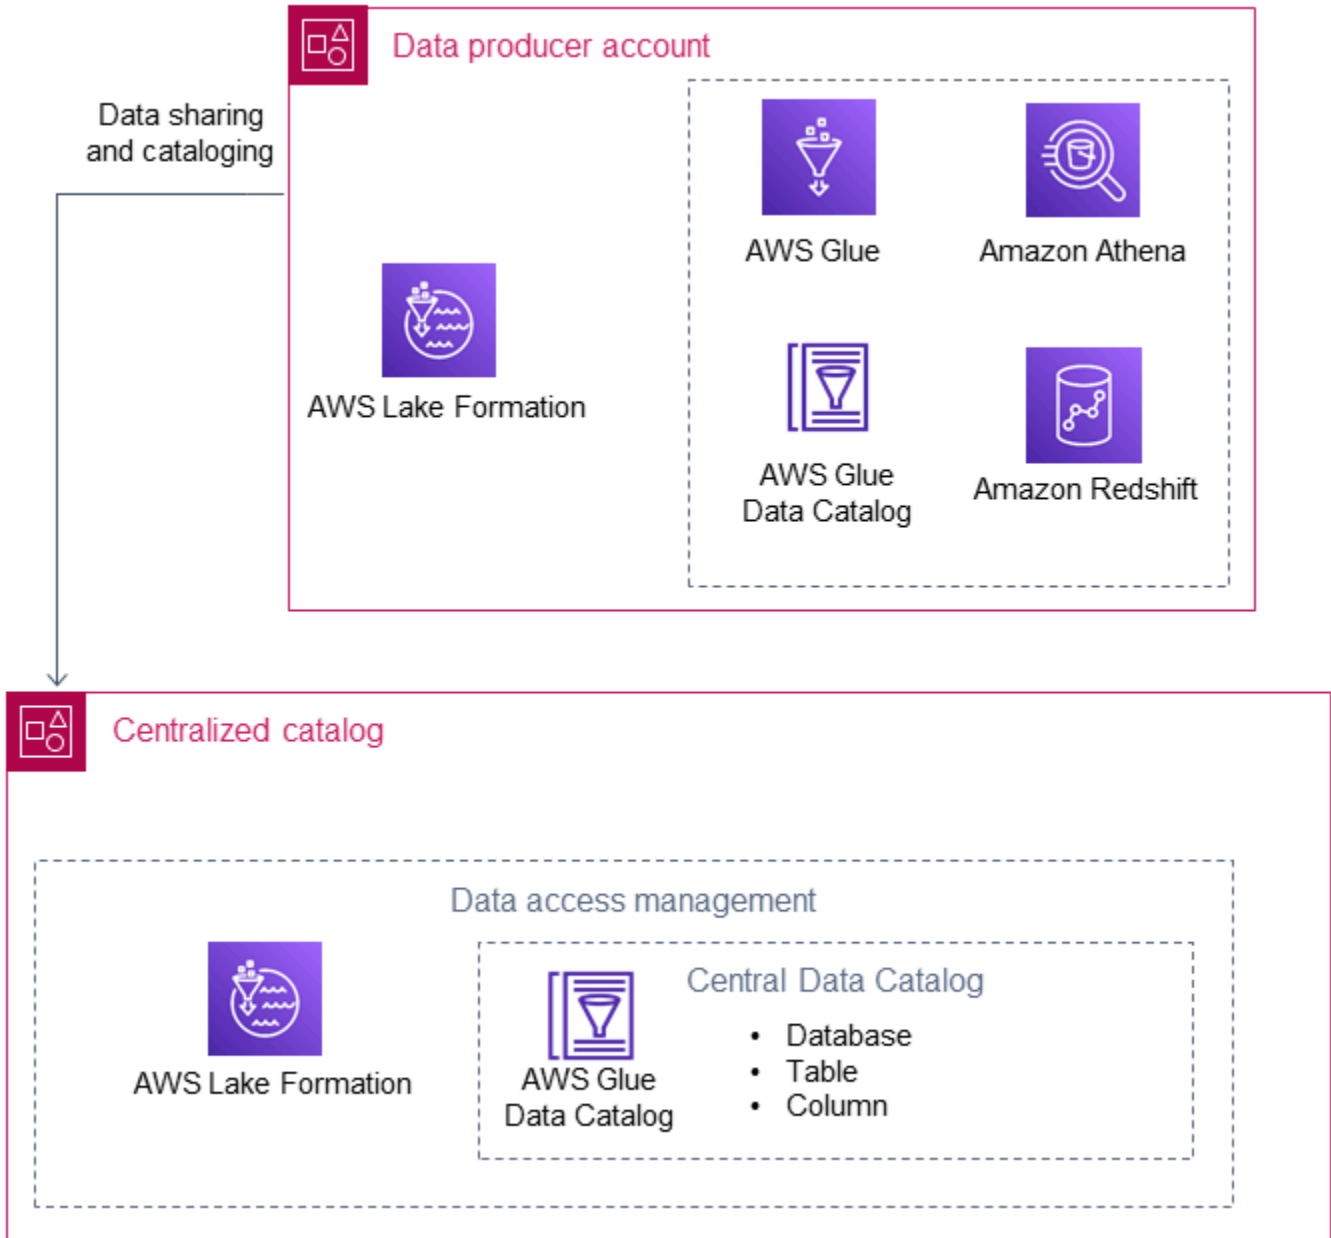 Data producer account
Data sharing
and cataloging
AWS Glue
Amazon Athena
AWS Lake Formation
AWS Glue
Data Catalog
Amazon Redshift
Centralized catalog
Data access management
Central Data Catalog
• Database
• Table
• Column
AWS Lake Formation
AWS Glue
Data Catalog